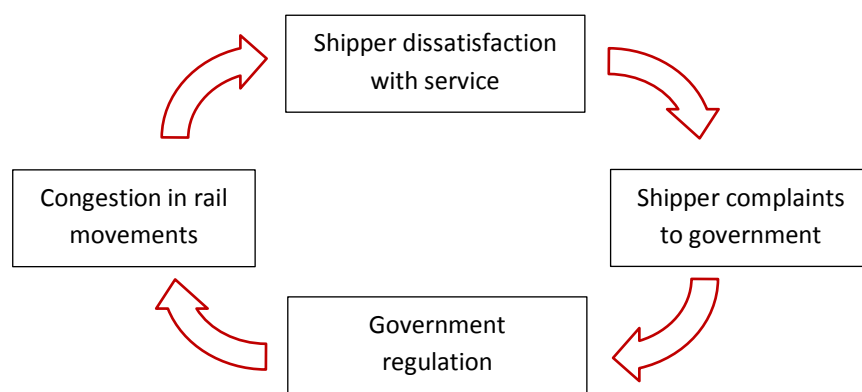 Shipper dissatisfaction
with service
Shipper complaints
to government
Government
regulation
Congestion in rail
movements